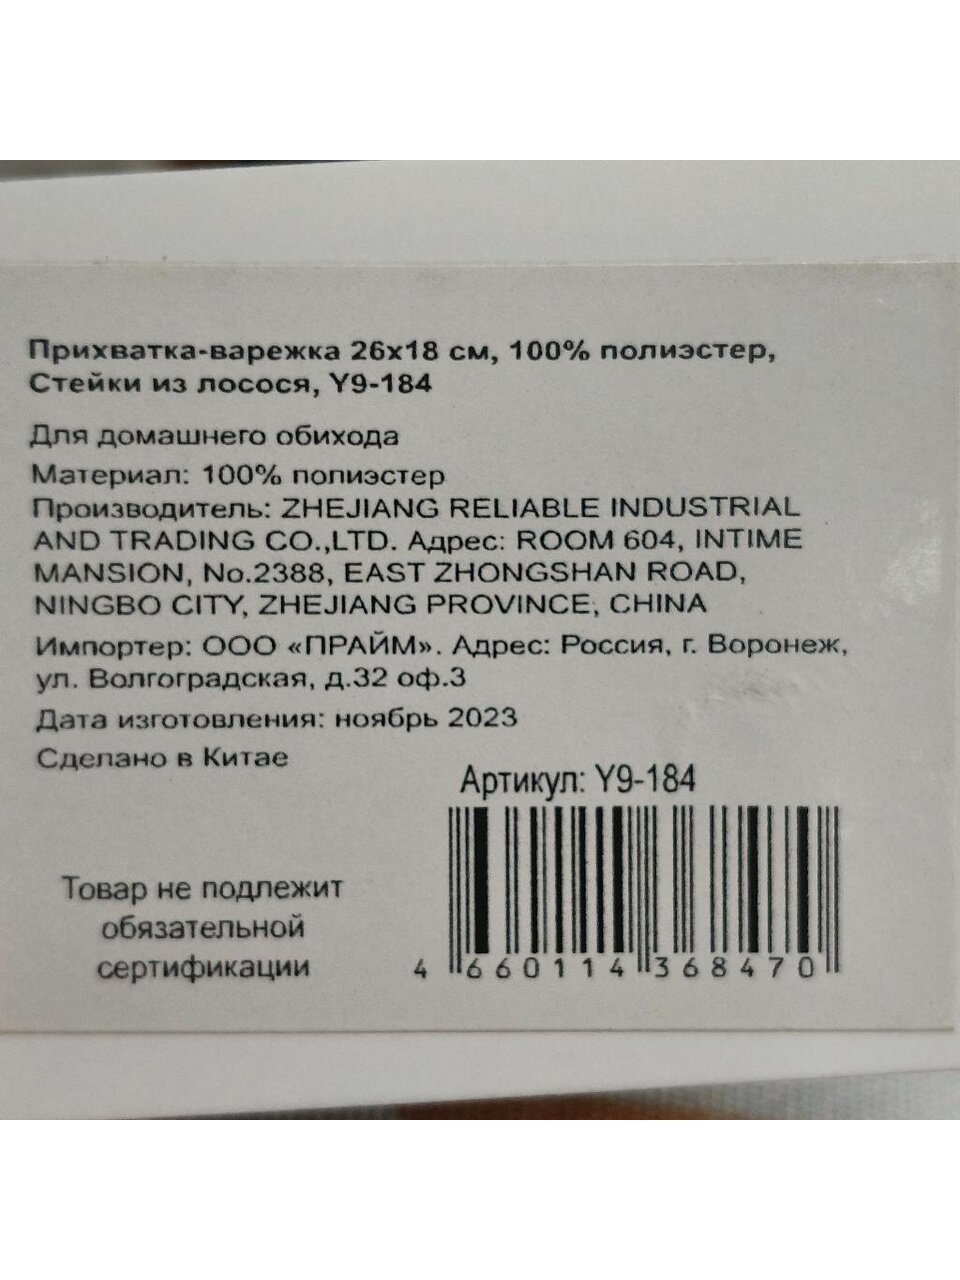 Прихватка-варежка 26х18 см, 100% полиэстер,
Стейки из лосося, Y9-184
Для домашнего обихода
Материал: 100% полиэстер
Производитель: ZHEJIANG RELIABLE INDUSTRIAL
AND TRADING CO.,LTD. Адрес: ROOM 604, INTIME
MANSION, No.2388, EAST ZHONGSHAN ROAD,
NINGBO CITY, ZHEJIANG PROVINCE, CHINA
Импортер: ООО «ПРАЙМ». Адрес: Россия, г. Воронеж,
ул. Волгоградская, д.32 оф.3
Дата изготовления: ноябрь 2023
Сделано в Китае
Артикул: Y9-184
Товар не подлежит
обязательной
сертификации
4 660114 368470